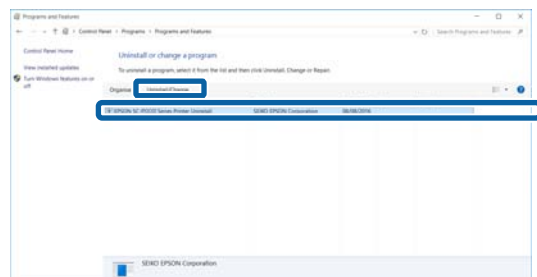 Programs and Features
Control Panel > Programs > Programs and Features
Search Programs and Features
Control Panel Home
View installed updates
Turn Windows features on or
off
Uninstall or change a program
To uninstall a program, select it from the list and then click Uninstall, Change or Repair.
Organise Uninstall/Change
EPSON Series Printer Uninstall SEIKO EPSON Corporation 08/08/2016
SEIKO EPSON Corporation